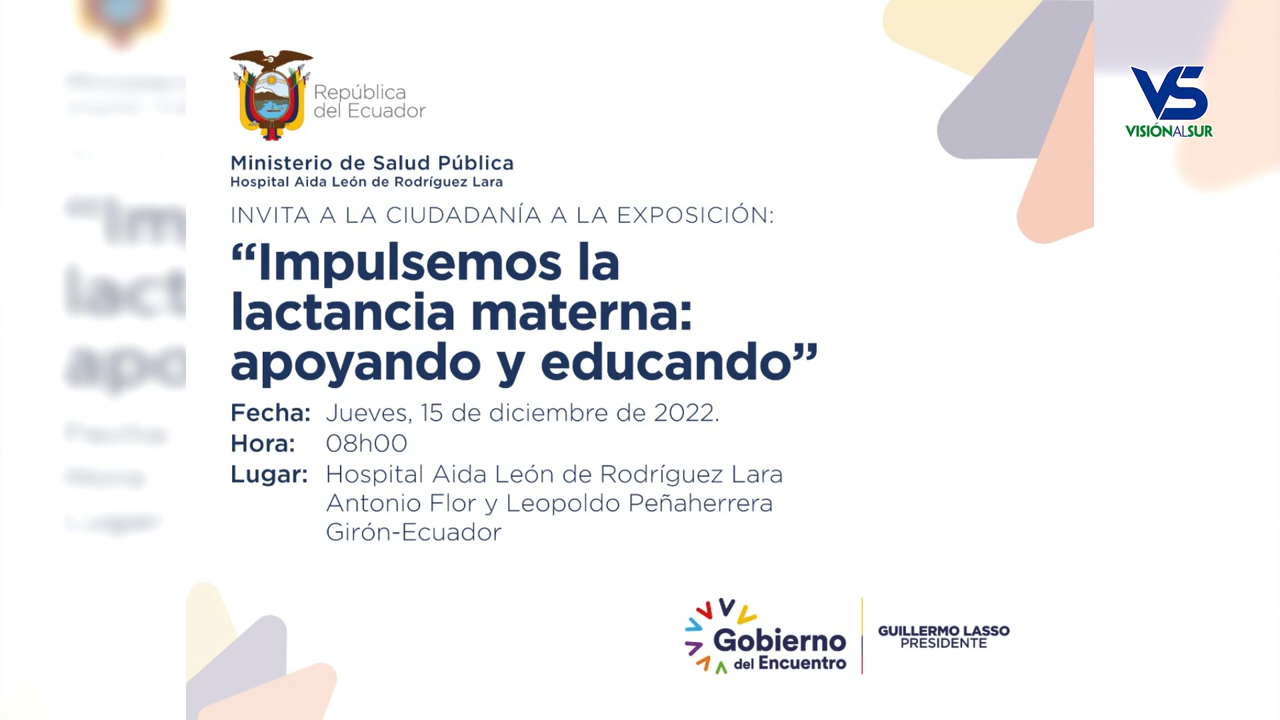 República
del Ecuador
VS
VISIÓNALSUR
Ministerio de Salud Pública
Hospital Aida León de Rodríguez Lara
INVITA A LA CIUDADANÍA A LA EXPOSICIÓN:
“Impulsemos la
lactancia materna:
apoyando y educando”
Fecha: Jueves, 15 de diciembre de 2022.
Hora: 08h00
Lugar: Hospital Aida León de Rodríguez Lara
Antonio Flor y Leopoldo Peñaherrera
Girón-Ecuador
Gobierno
del Encuentro
GUILLERMO LASSO
PRESIDENTE